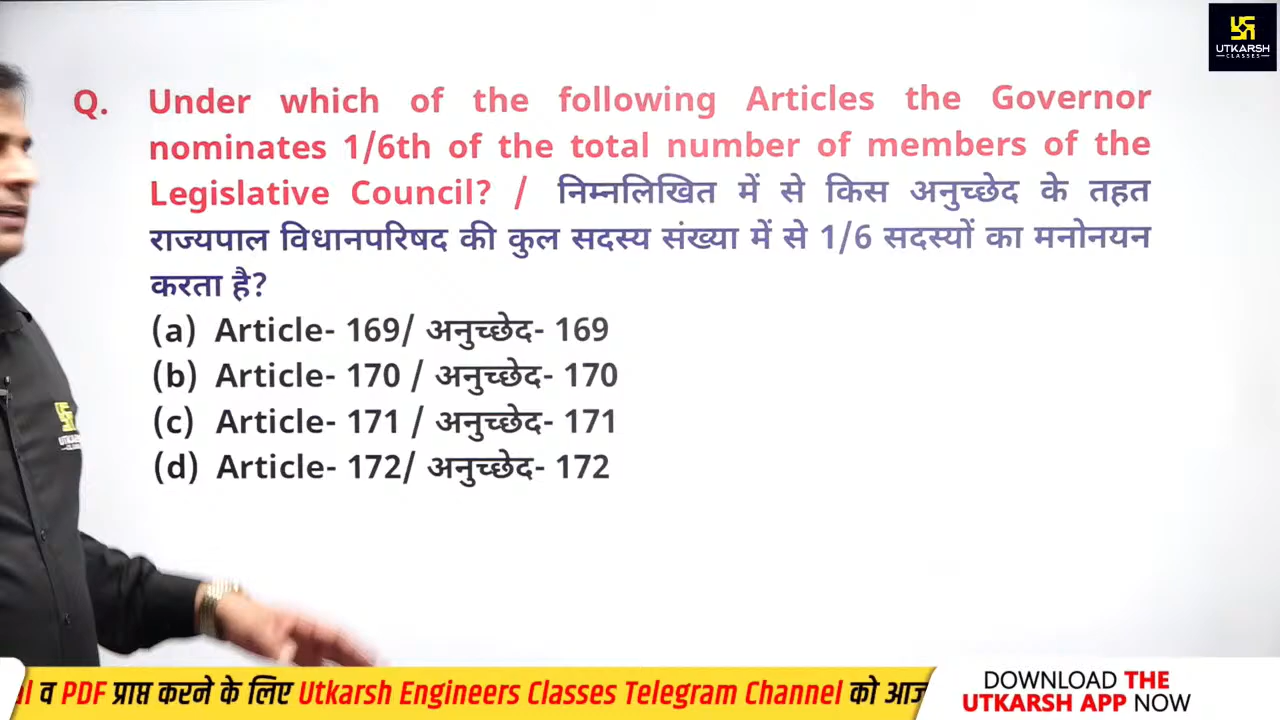 UTKARSH
CLASSES
Q. Under which of the following Articles the Governor
nominates 1/6th of the total number of members of the
Legislative Council? / निम्नलिखित में से किस अनुच्छेद के तहत
राज्यपाल विधानपरिषद की कुल सदस्य संख्या में से 1/6 सदस्यों का मनोनयन
करता है?
(a) Article- 169/ अनुच्छेद- 169
(b) Article- 170 / अनुच्छेद- 170
(c) Article- 171 / अनुच्छेद- 171
(d) Article- 172/ अनुच्छेद- 172
UTKARSH
व PDF प्राप्त करने के लिए Utkarsh Engineers Classes Telegram Channel को
DOWNLOAD THE
UTKARSH APP NOW